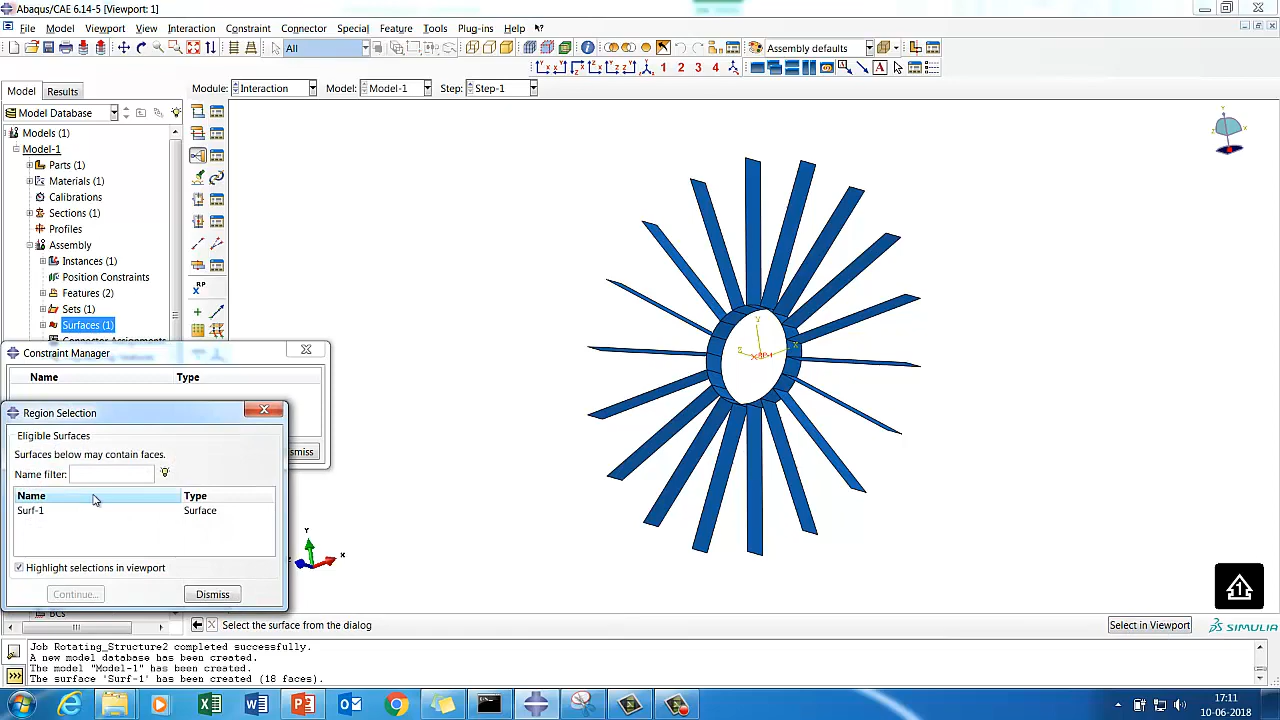 Abaqus/CAE 6.14-5 [Viewport: 1]
File Model Viewport View Interaction Constraint Connector Special Feature Tools Plug-ins Help
All
Assembly defaults
1 2 3 4 A
Model Results Module: Interaction Model: Model-1 Step: Step-1
Model Database
Models (1)
Model-1
Parts (1)
Materials (1)
Calibrations
Sections (1)
Profiles
Assembly
Instances (1)
Position Constraints
Features (2)
Sets (1)
Surfaces (1)
Connector Assignments
RP
Y
X
Z
Constraint Manager
Name Type
Region Selection
Eligible Surfaces
Surfaces below may contain faces.
Name filter:
Name Type
Surf-1 Surface
Highlight selections in viewport
Continue... Dismiss
BCs
Y
X
Select the surface from the dialog
Select in Viewport
SIMULIA
Job Rotating_Structure2 completed successfully.
A new model database has been created.
The model "Model-1" has been created.
The surface 'Surf-1' has been created (18 faces).
17:11
10-06-2018